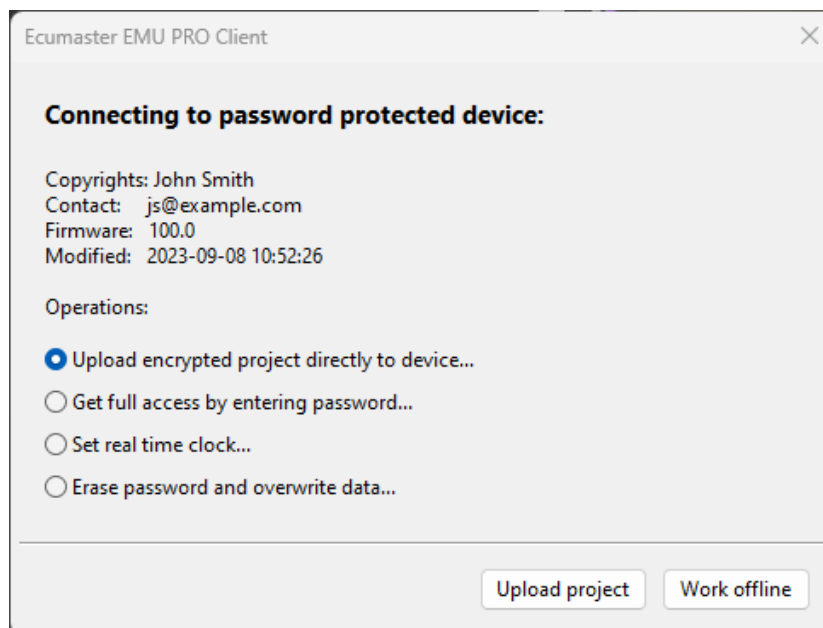 Ecumaster EMU PRO Client
Connecting to password protected device:
Copyrights: John Smith
Contact: js@example.com
Firmware: 100.0
Modified: 2023-09-08 10:52:26
Operations:
Upload encrypted project directly to device...
Get full access by entering password...
Set real time clock...
Erase password and overwrite data...
Upload project Work offline